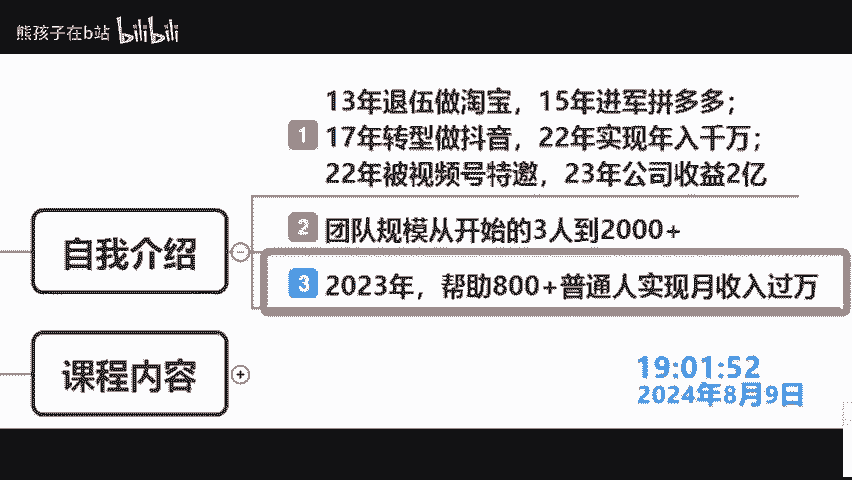 熊孩子在b站 bilibili
13年退伍做淘宝，15年进军拼多多；
1
17年转型做抖音，22年实现年入千万；
22年被视频号特邀，23年公司收益2亿
自我介绍
2 团队规模从开始的3人到2000+
3 2023年，帮助800+普通人实现月收入过万
课程内容
19:01:52
2024年8月9日